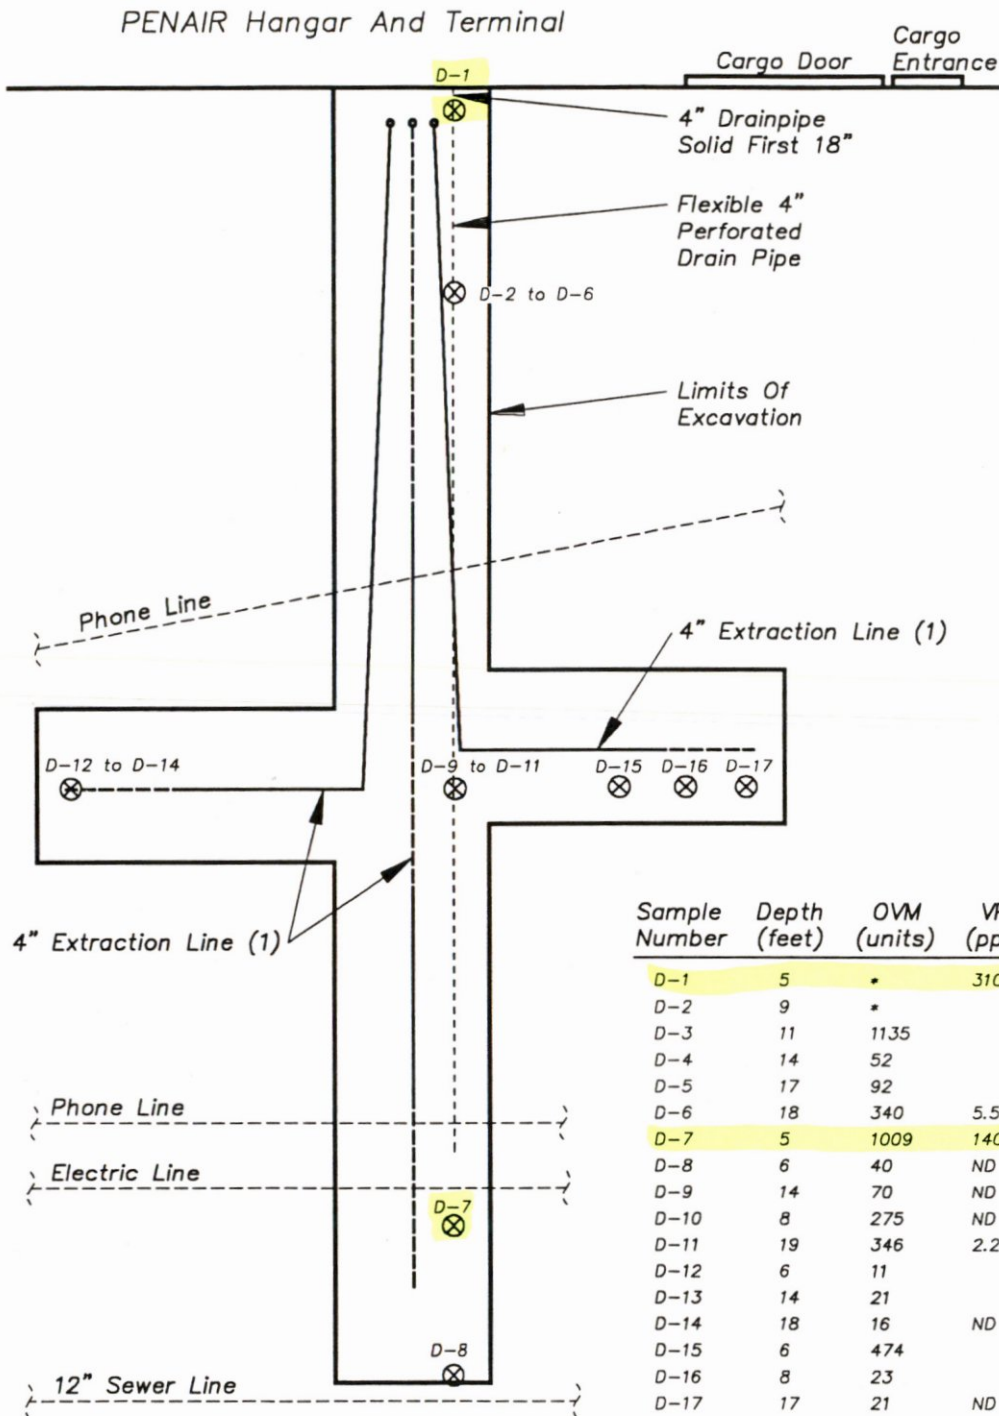 PENAIR Hangar And Terminal
Cargo Door
Cargo
Entrance
D-1
4" Drainpipe
Solid First 18"
Flexible 4"
Perforated
Drain Pipe
D-2 to D-6
Limits Of
Excavation
Phone Line
4" Extraction Line (1)
D-12 to D-14
D-9 to D-11
D-15
D-16
D-17
4" Extraction Line (1)
Phone Line
Electric Line
D-7
D-8
12" Sewer Line
Sample Number Depth (feet) OVM (units)
D-1 5 * 310
D-2 9 *
D-3 11 1135
D-4 14 52
D-5 17 92
D-6 18 340 5.5
D-7 5 1009 140
D-8 6 40 ND
D-9 14 70 ND
D-10 8 275 ND
D-11 19 346 2.2
D-12 6 11
D-13 14 21
D-14 18 16 ND
D-15 6 474
D-16 8 23
D-17 17 21 ND